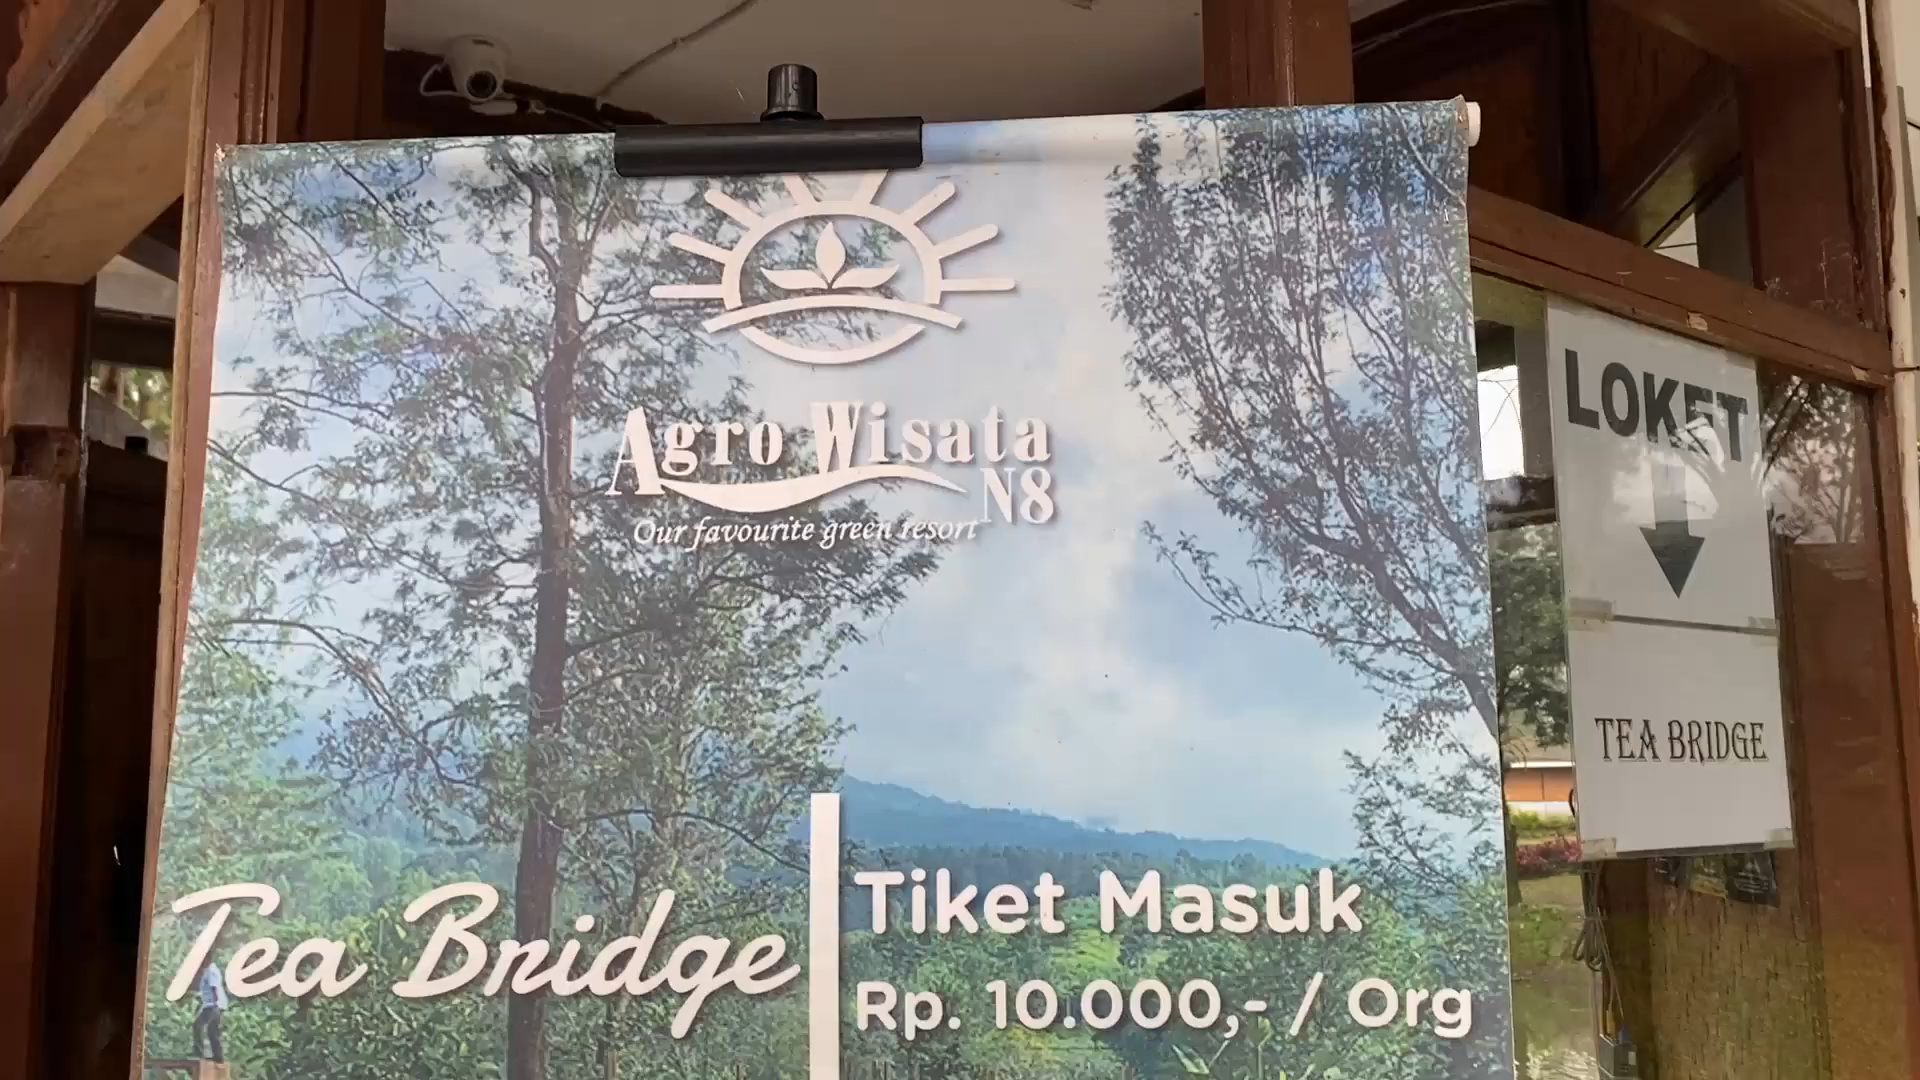 Agro Wisata
N8
Our favourite green resort
Tea Bridge
Tiket Masuk
Rp. 10.000,- / Org
LOKET
TEA BRIDGE